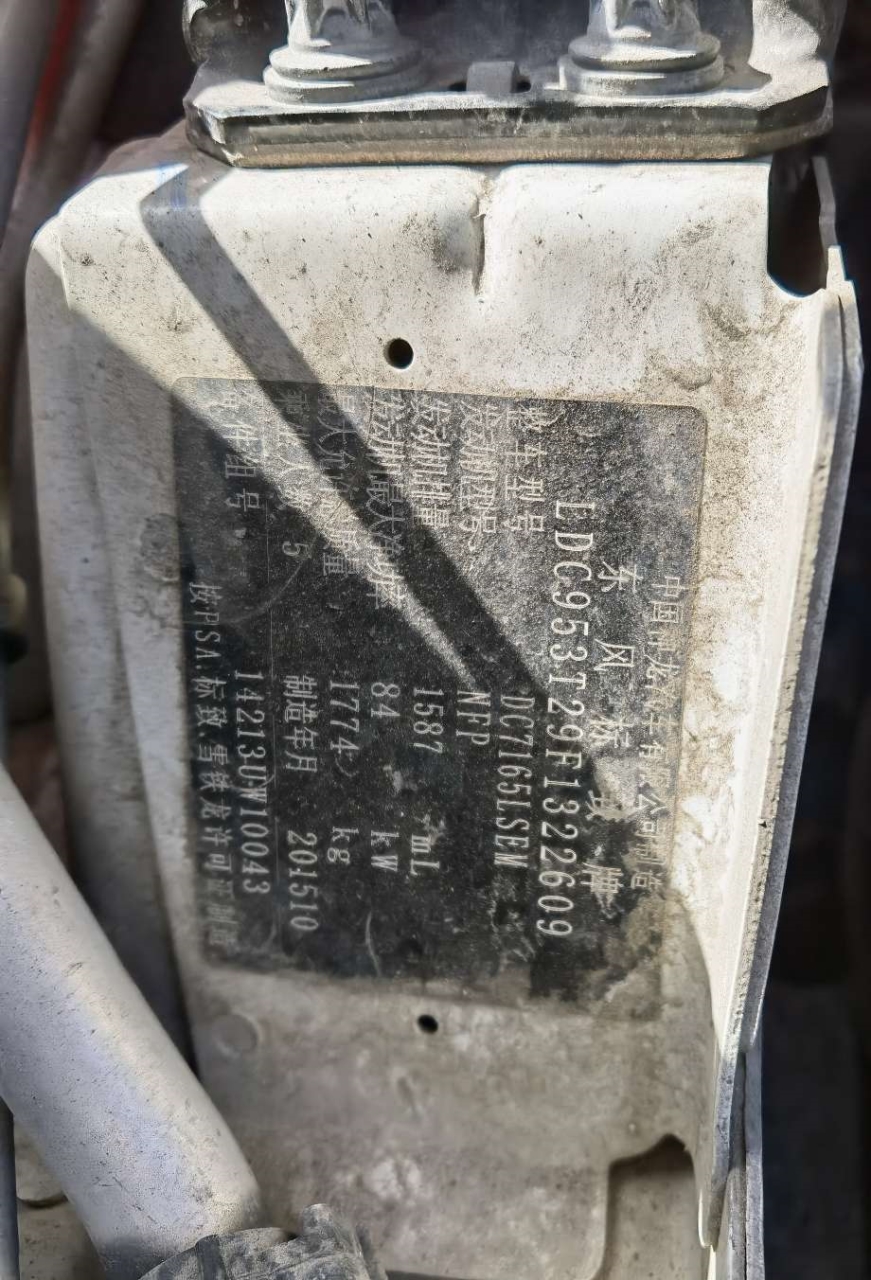 中国神龙汽车有限公司制造
东风标致牌
LDC953T29F1322609
整车型号 DC7165LSEM
发动机型号 NFP
发动机排量 1587 mL
发动机最大净功率 84 kW
最大允许总质量 1774 kg
乘坐人数 5 制造年月 201510
零件组号 14213UW10043
按PSA.标致.雪铁龙许可证制造